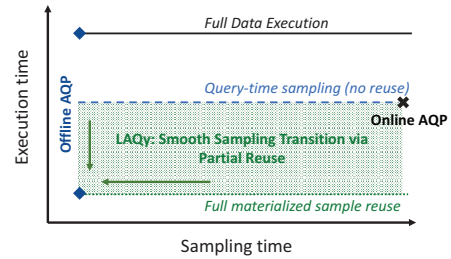 Full Data Execution
Execution time
Offline AQP
Query-time sampling (no reuse)
Online AQP
LAQy: Smooth Sampling Transition via
Partial Reuse
Full materialized sample reuse
Sampling time